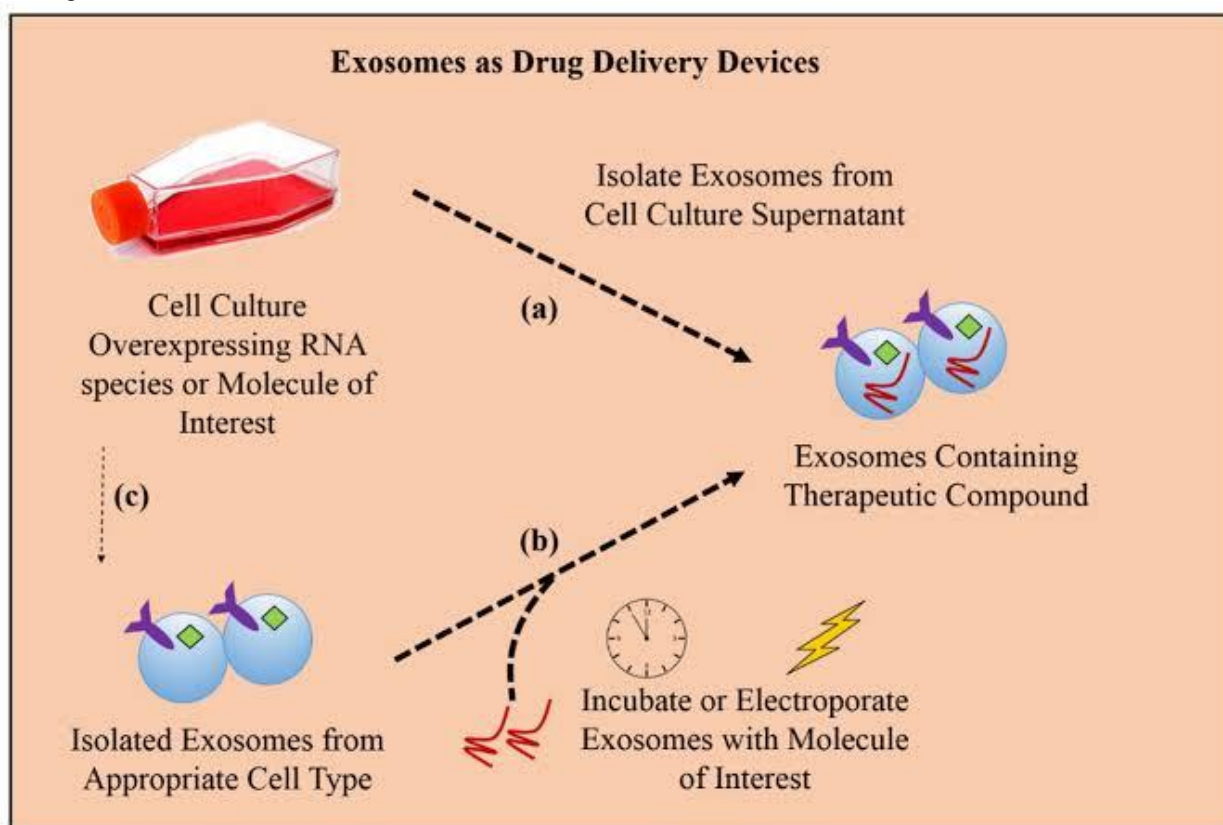 Exosomes as Drug Delivery Devices
Isolate Exosomes from
Cell Culture Supernatant
(a)
Cell Culture
Overexpressing RNA
species or Molecule of
Interest
Exosomes Containing
Therapeutic Compound
(c)
(b)
Isolated Exosomes from
Appropriate Cell Type
Incubate or Electroporate
Exosomes with Molecule
of Interest